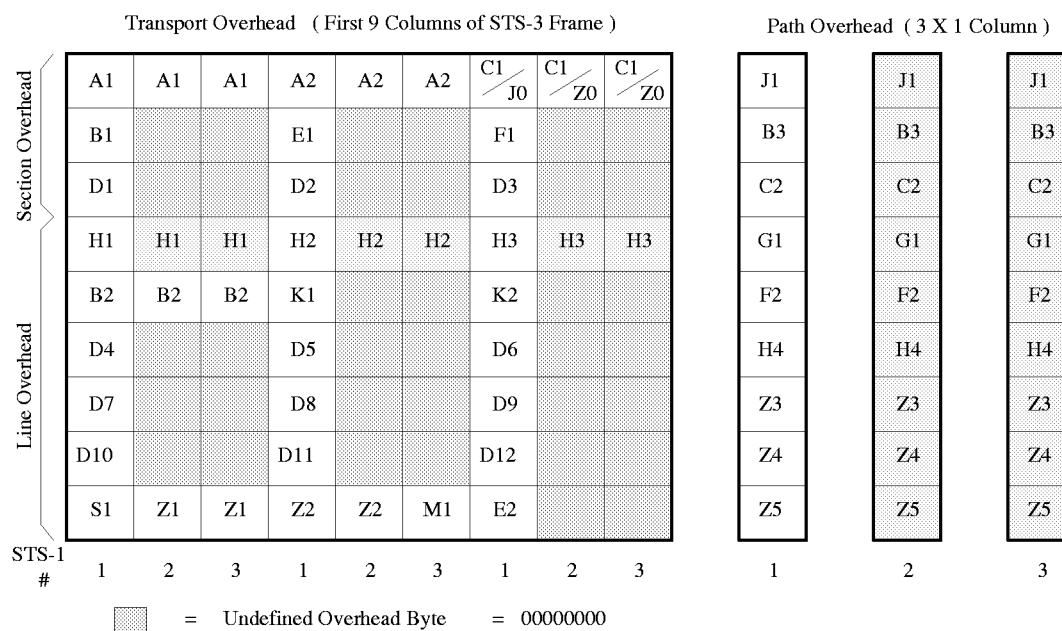 Transport Overhead ( First 9 Columns of STS-3 Frame )
Path Overhead ( 3 X 1 Column )
Section Overhead
Line Overhead
A1 A1 A1 A2 A2 A2 C1/J0 C1/Z0 C1/Z0 J1 J1 J1
B1 E1 F1 B3 B3 B3
D1 D2 D3 C2 C2 C2
H1 H1 H1 H2 H2 H2 H3 H3 H3 G1 G1 G1
B2 B2 B2 K1 K2 F2 F2 F2
D4 D5 D6 H4 H4 H4
D7 D8 D9 Z3 Z3 Z3
D10 D11 D12 Z4 Z4 Z4
S1 Z1 Z1 Z2 Z2 M1 E2 Z5 Z5 Z5
STS-1
# 1 2 3 1 2 3 1 2 3 1 2 3
= Undefined Overhead Byte = 00000000